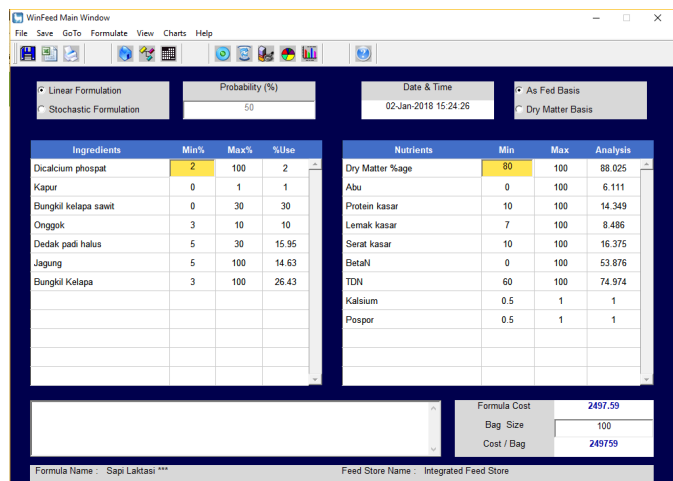 WinFeed Main Window
File Save GoTo Formulate View Charts Help
Linear Formulation
Stochastic Formulation
Probability (%)
50
Date & Time
02-Jan-2018 15:24:26
As Fed Basis
Dry Matter Basis
Ingredients Min% Max% %Use
Dicalcium phospat 2 100 2
Kapur 0 1 1
Bungkil kelapa sawit 0 30 30
Onggok 3 10 10
Dedak padi halus 5 30 15.95
Jagung 5 100 14.63
Bungkil Kelapa 3 100 26.43
Nutrients Min Max Analysis
Dry Matter %age 80 100 88.025
Abu 0 100 6.111
Protein kasar 10 100 14.349
Lemak kasar 7 100 8.486
Serat kasar 10 100 16.375
BetaN 0 100 53.876
TDN 60 100 74.974
Kalsium 0.5 1 1
Pospor 0.5 1 1
Formula Cost 2497.59
Bag Size 100
Cost / Bag 249759
Formula Name : Sapi Laktasi *** Feed Store Name : Integrated Feed Store